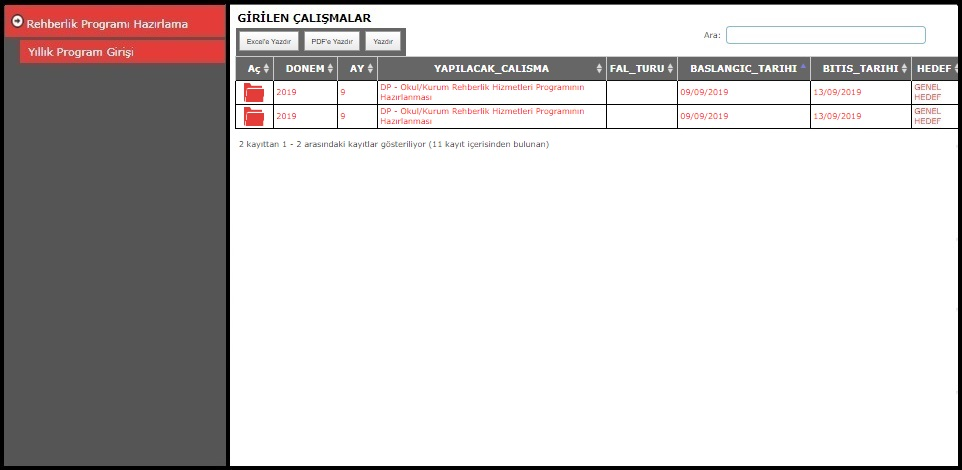 Rehberlik Programı Hazırlama
Yıllık Program Girişi
GİRİLEN ÇALIŞMALAR
Excel'e Yazdır PDF'e Yazdır Yazdır
Ara:
Aç DONEM AY YAPILACAK_CALISMA FAL_TURU BASLANGIC_TARIHI BITIS_TARIHI HEDEF
2019 9 DP - Okul/Kurum Rehberlik Hizmetleri Programının Hazırlanması 09/09/2019 13/09/2019 GENEL HEDEF
2019 9 DP - Okul/Kurum Rehberlik Hizmetleri Programının Hazırlanması 09/09/2019 13/09/2019 GENEL HEDEF
2 kayıttan 1 - 2 arasındaki kayıtlar gösteriliyor (11 kayıt içerisinden bulunan)